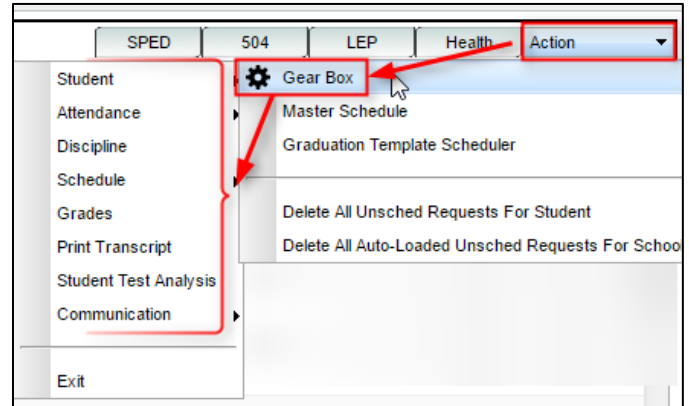 SPED 504 LEP Health Action
Student
Attendance
Discipline
Schedule
Grades
Print Transcript
Student Test Analysis
Communication
Exit
Gear Box
Master Schedule
Graduation Template Scheduler
Delete All Unsched Requests For Student
Delete All Auto-Loaded Unsched Requests For Schoo